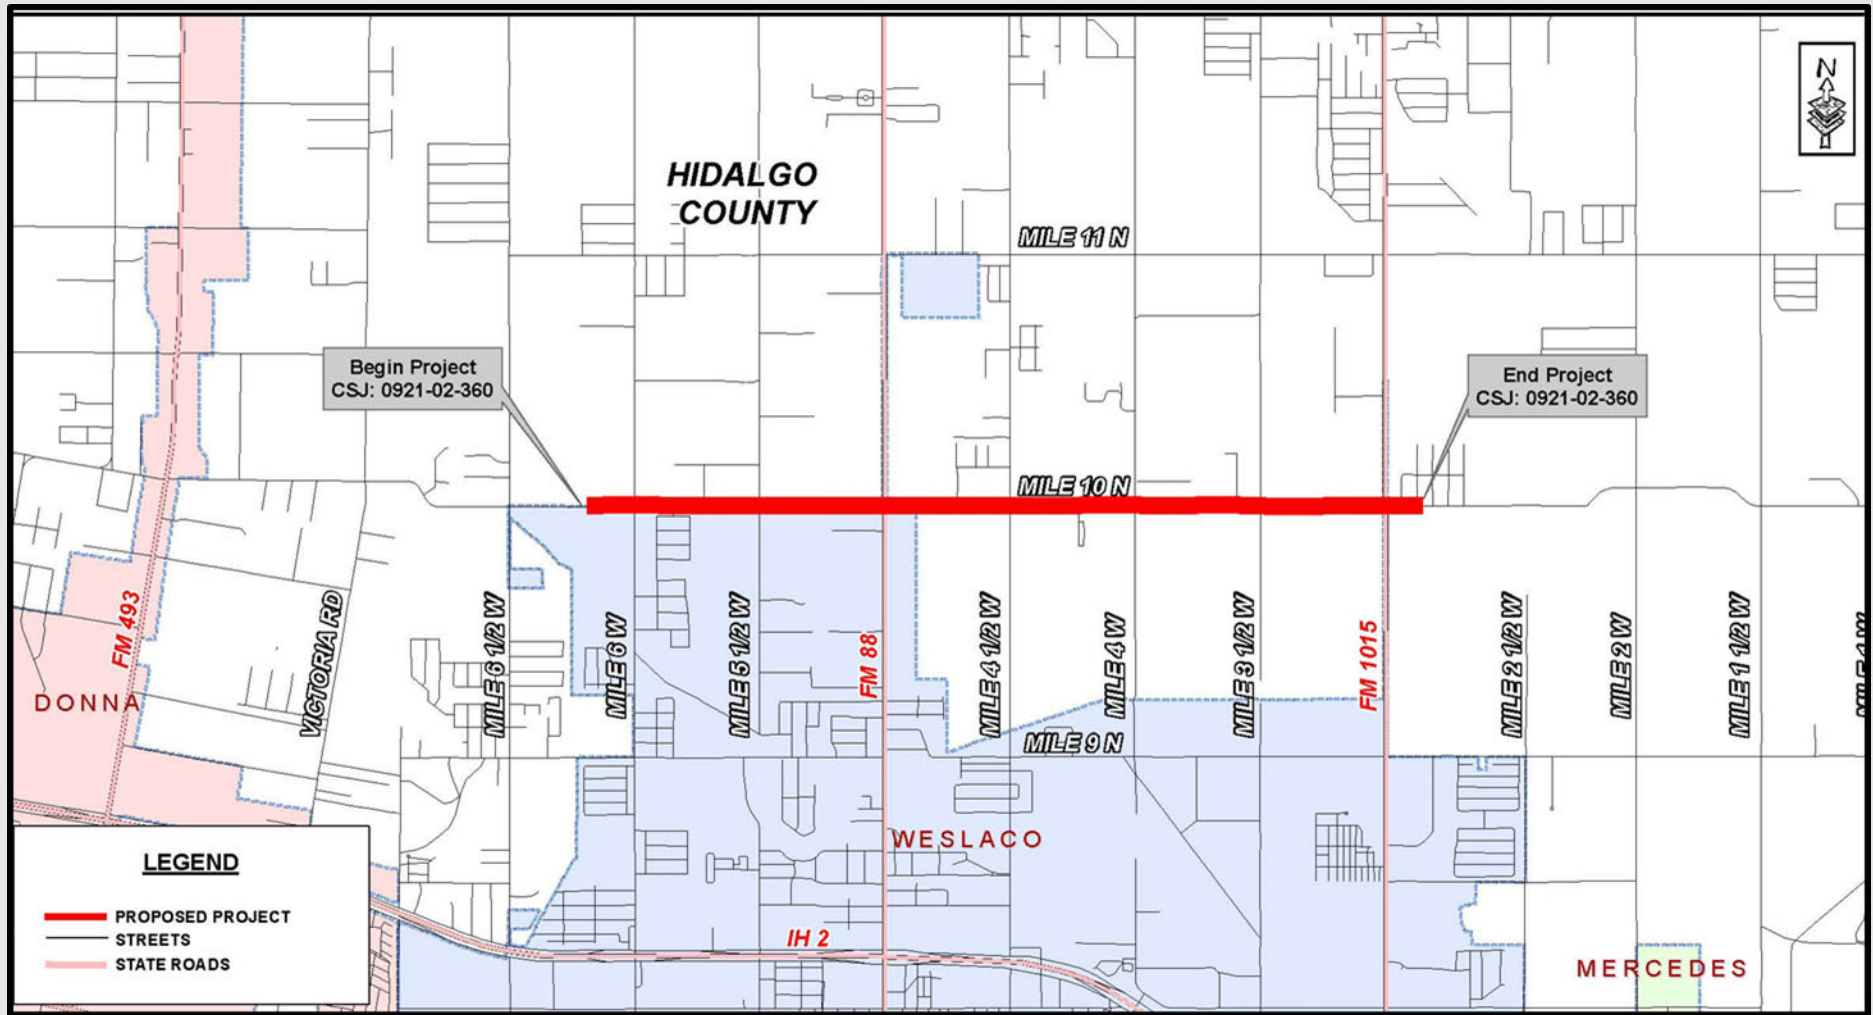 N
HIDALGO
COUNTY
MILE 11 N
Begin Project
CSJ: 0921-02-360
End Project
CSJ: 0921-02-360
MILE 10 N
FM 493
VICTORIA RD
MILE 6 1/2 W
MILE 6 W
MILE 5 1/2 W
FM 88
MILE 4 1/2 W
MILE 4 W
MILE 3 1/2 W
FM 1015
MILE 2 1/2 W
MILE 2 W
MILE 1 1/2 W
DONNA
MILE 9 N
WESLACO
IH 2
MERCEDES
LEGEND
PROPOSED PROJECT
STREETS
STATE ROADS